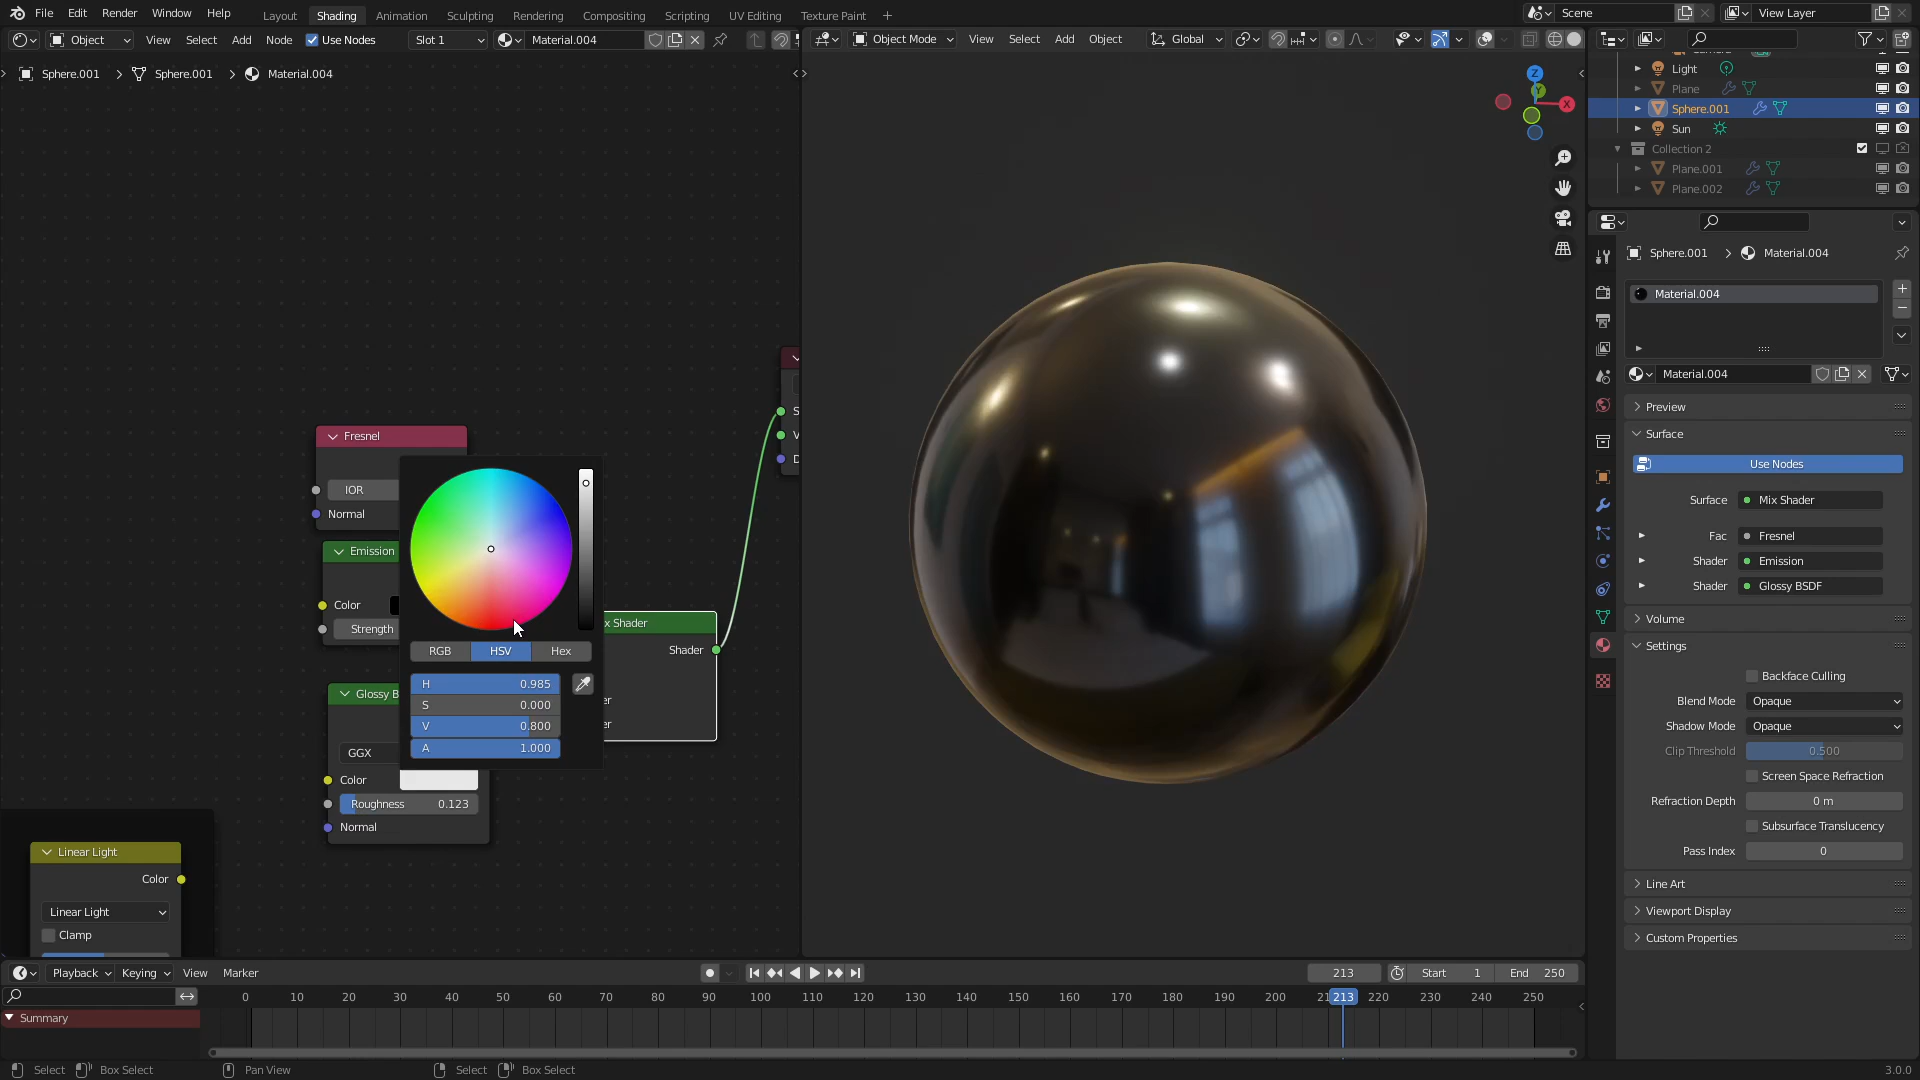 File Edit Render Window Help
Layout Shading Animation Sculpting Rendering Compositing Scripting UV Editing Texture Paint +
Scene
View Layer
Object View Select Add Node Use Nodes Slot 1 Material.004
Object Mode View Select Add Object Global
Sphere.001 > Sphere.001 > Material.004
Light
Plane
Sphere.001
Sun
Collection 2
Plane.001
Plane.002
Z
Y
X
Fresnel
IOR
Normal
Emission
Color
Strength
Glossy B
GGX
Color
Roughness 0.123
Normal
RGB HSV Hex
H 0.985
S 0.000
V 0.800
A 1.000
x Shader
Shader
er
er
S
V
D
Linear Light
Color
Linear Light
Clamp
Sphere.001 > Material.004
Material.004
Material.004
Preview
Surface
Use Nodes
Surface Mix Shader
Fac Fresnel
Shader Emission
Shader Glossy BSDF
Volume
Settings
Backface Culling
Blend Mode Opaque
Shadow Mode Opaque
Clip Threshold 0.500
Screen Space Refraction
Refraction Depth 0 m
Subsurface Translucency
Pass Index 0
Line Art
Viewport Display
Custom Properties
Playback Keying View Marker
213 Start 1 End 250
0 10 20 30 40 50 60 70 80 90 100 110 120 130 140 150 160 170 180 190 200 21 213 220 230 240 250
Summary
Select Box Select Pan View Select Box Select 3.0.0